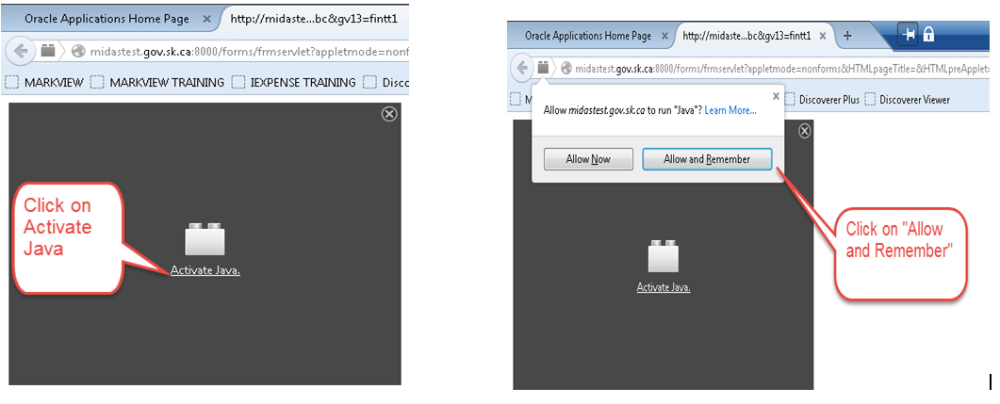 Oracle Applications Home Page × http://midaste...bc&gv13=fintt1
midastest.gov.sk.ca:8000/forms/frmservlet?appletmode=nonf
MARKVIEW MARKVIEW TRAINING IEXPENSE TRAINING Disco
Click on
Activate
Java
Activate Java.
Oracle Applications Home Page × http://midaste...bc&gv13=fintt1 × +
midastest.gov.sk.ca:8000/forms/frmservlet?appletmode=nonforms&HTMLpageTitle=&HTMLpreApplet=
M Discoverer Plus Discoverer Viewer
Allow midastest.gov.sk.ca to run "Java"? Learn More...
Allow Now Allow and Remember
Click on "Allow
and Remember"
Activate Java.